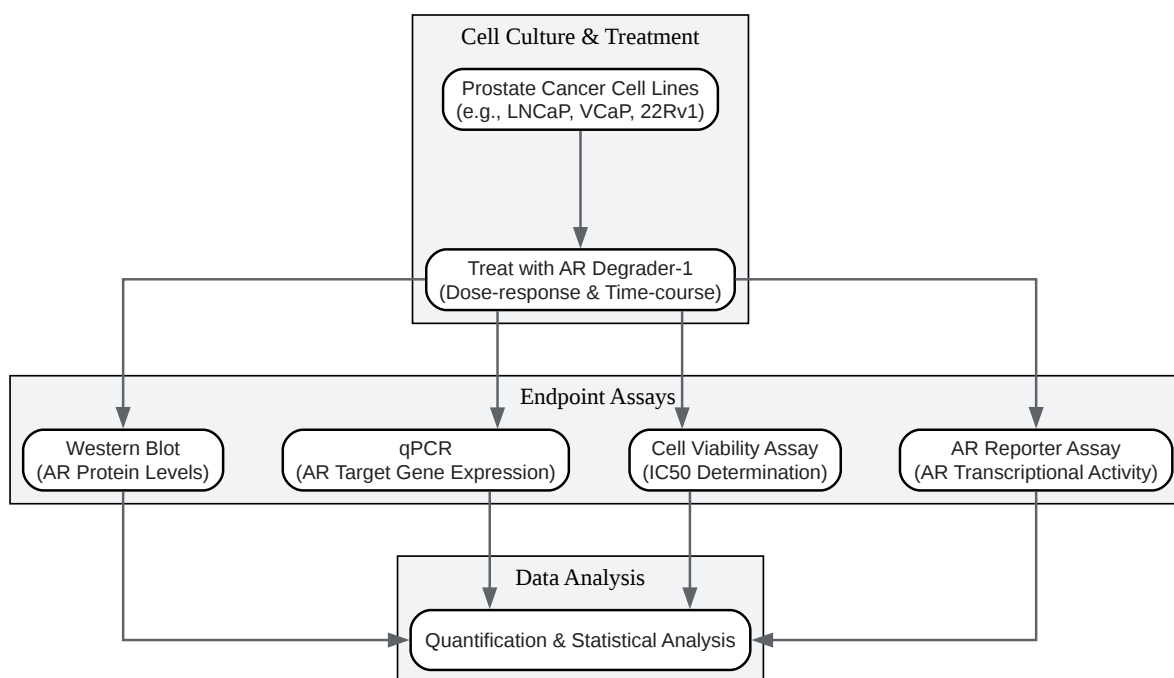 Cell Culture & Treatment
Prostate Cancer Cell Lines
(e.g., LNCaP, VCaP, 22Rv1)
Treat with AR Degrader-1
(Dose-response & Time-course)
Endpoint Assays
Western Blot
(AR Protein Levels)
qPCR
(AR Target Gene Expression)
Cell Viability Assay
(IC50 Determination)
AR Reporter Assay
(AR Transcriptional Activity)
Data Analysis
Quantification & Statistical Analysis